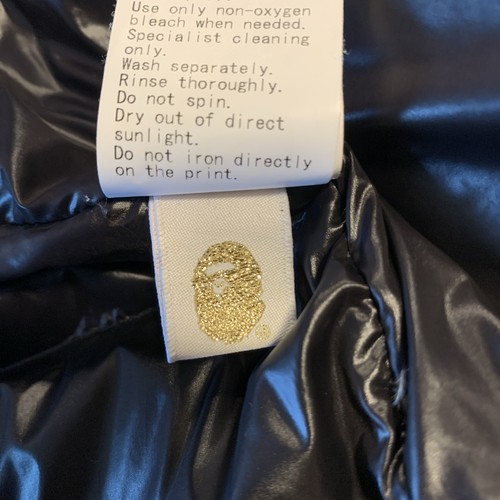 Use only non-oxygen
bleach when needed.
Specialist cleaning
only.
Wash separately.
Rinse thoroughly.
Do not spin.
Dry out of direct
sunlight.
Do not iron directly
on the print.